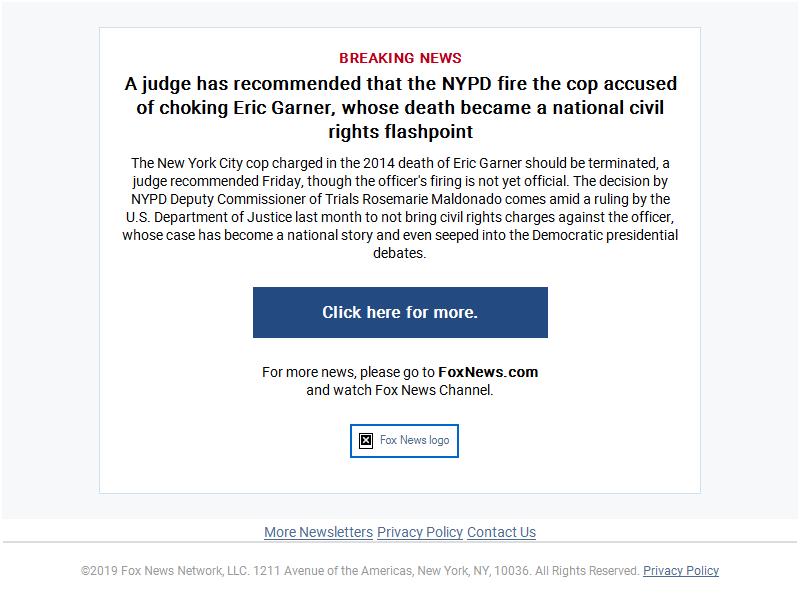 BREAKING NEWS
A judge has recommended that the NYPD fire the cop accused
of choking Eric Garner, whose death became a national civil
rights flashpoint
The New York City cop charged in the 2014 death of Eric Garner should be terminated, a
judge recommended Friday, though the officer's firing is not yet official. The decision by
NYPD Deputy Commissioner of Trials Rosemarie Maldonado comes amid a ruling by the
U.S. Department of Justice last month to not bring civil rights charges against the officer,
whose case has become a national story and even seeped into the Democratic presidential
debates.
Click here for more.
For more news, please go to FoxNews.com
and watch Fox News Channel.
Fox News logo
More Newsletters Privacy Policy Contact Us
©2019 Fox News Network, LLC. 1211 Avenue of the Americas, New York, NY, 10036. All Rights Reserved. Privacy Policy